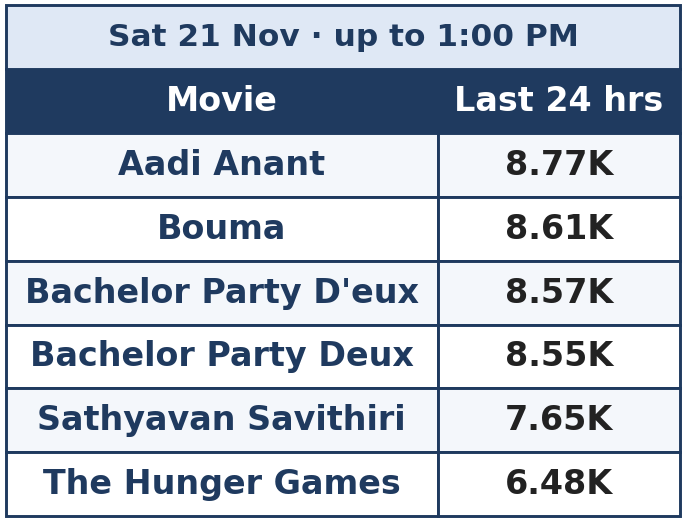 Sat 21 Nov · up to 1:00 PM
Movie Last 24 hrs
Aadi Anant 8.77K
Bouma 8.61K
Bachelor Party D'eux 8.57K
Bachelor Party Deux 8.55K
Sathyavan Savithiri 7.65K
The Hunger Games 6.48K